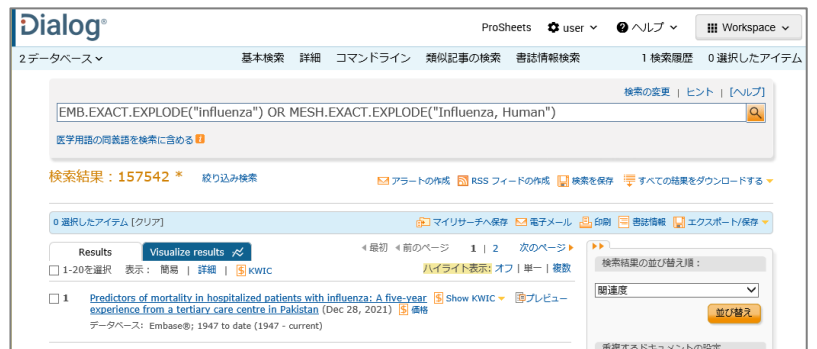 Dialog®
ProSheets user ヘルプ Workspace
2データベース 基本検索 詳細 コマンドライン 類似記事の検索 書誌情報検索 1 検索履歴 0 選択したアイテム
検索の変更 | ヒント | [ヘルプ]
EMB.EXACT.EXPLODE("influenza") OR MESH.EXACT.EXPLODE("Influenza, Human")
医学用語の同義語を検索に含める
検索結果：157542 * 絞り込み検索
アラートの作成 RSS フィードの作成 検索を保存 すべての結果をダウンロードする
0 選択したアイテム [クリア] マイリサーチへ保存 電子メール 印刷 書誌情報 エクスポート/保存
Results Visualize results 最初 前のページ 1 | 2 次のページ
1-20を選択 表示： 簡易 | 詳細 | $ KWIC ハイライト表示: オフ | 単一 | 複数
検索結果の並び替え順：
関連度
並び替え
1 Predictors of mortality in hospitalized patients with influenza: A five-year $ Show KWIC プレビュー
experience from a tertiary care centre in Pakistan (Dec 28, 2021) $ 価格
データベース: Embase®; 1947 to date (1947 - current)
重複するドキュメントの設定